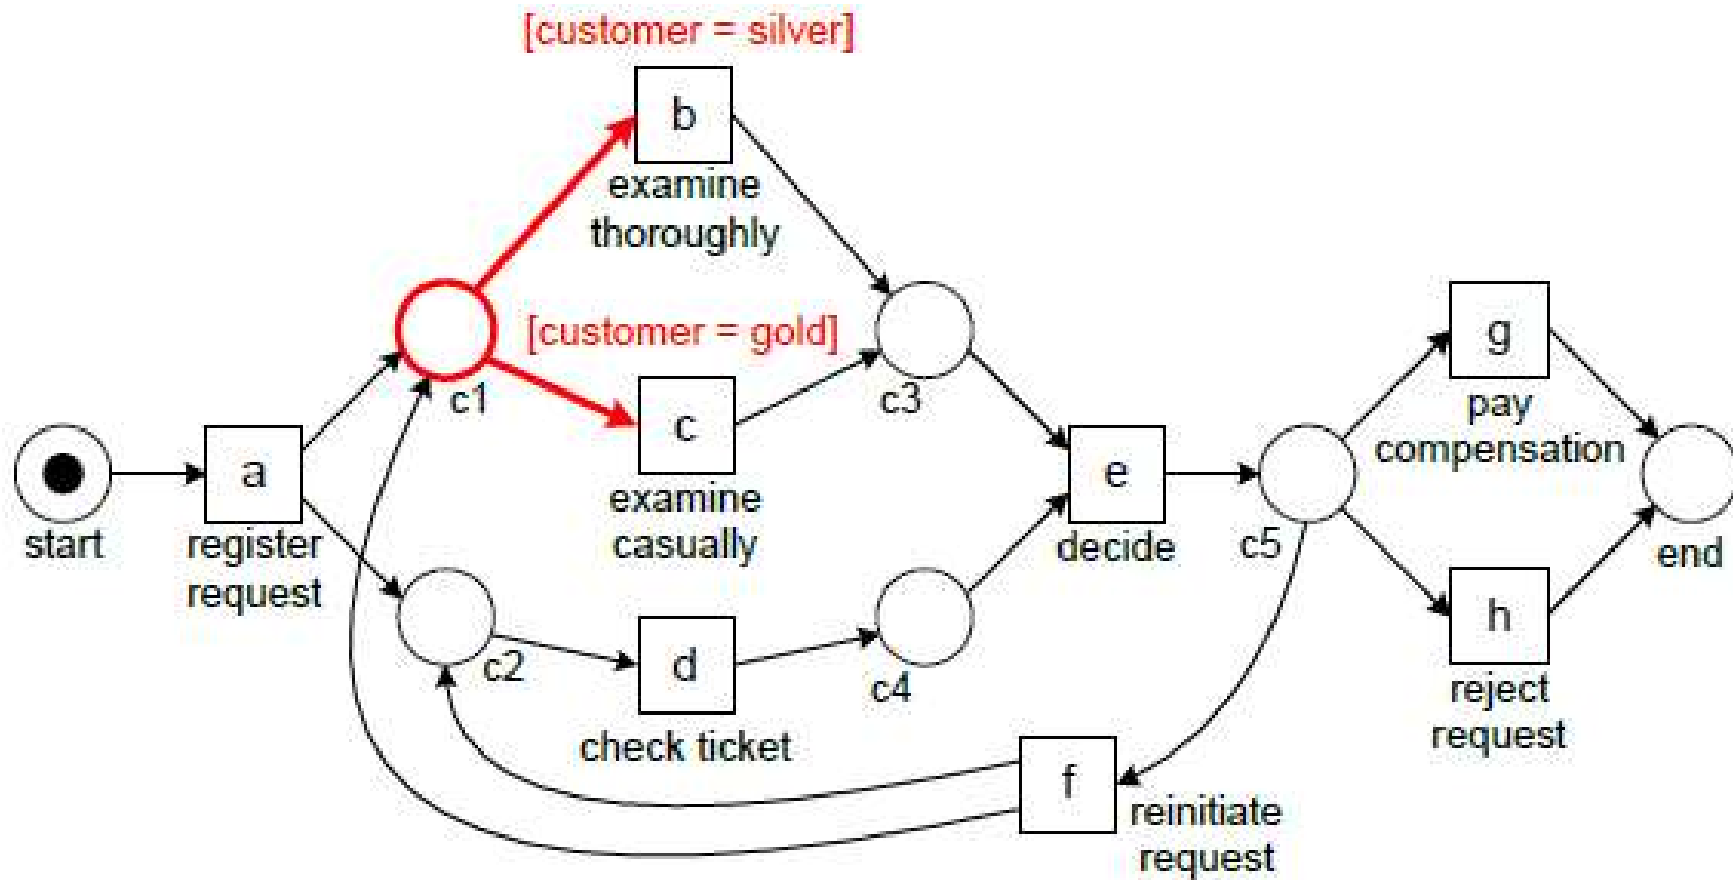 [customer = silver]
b
examine
thoroughly
[customer = gold]
c1
c
examine
casually
c3
start
a
register
request
c2
d
check ticket
c4
e
decide
c5
g
pay
compensation
end
h
reject
request
f
reinitiate
request